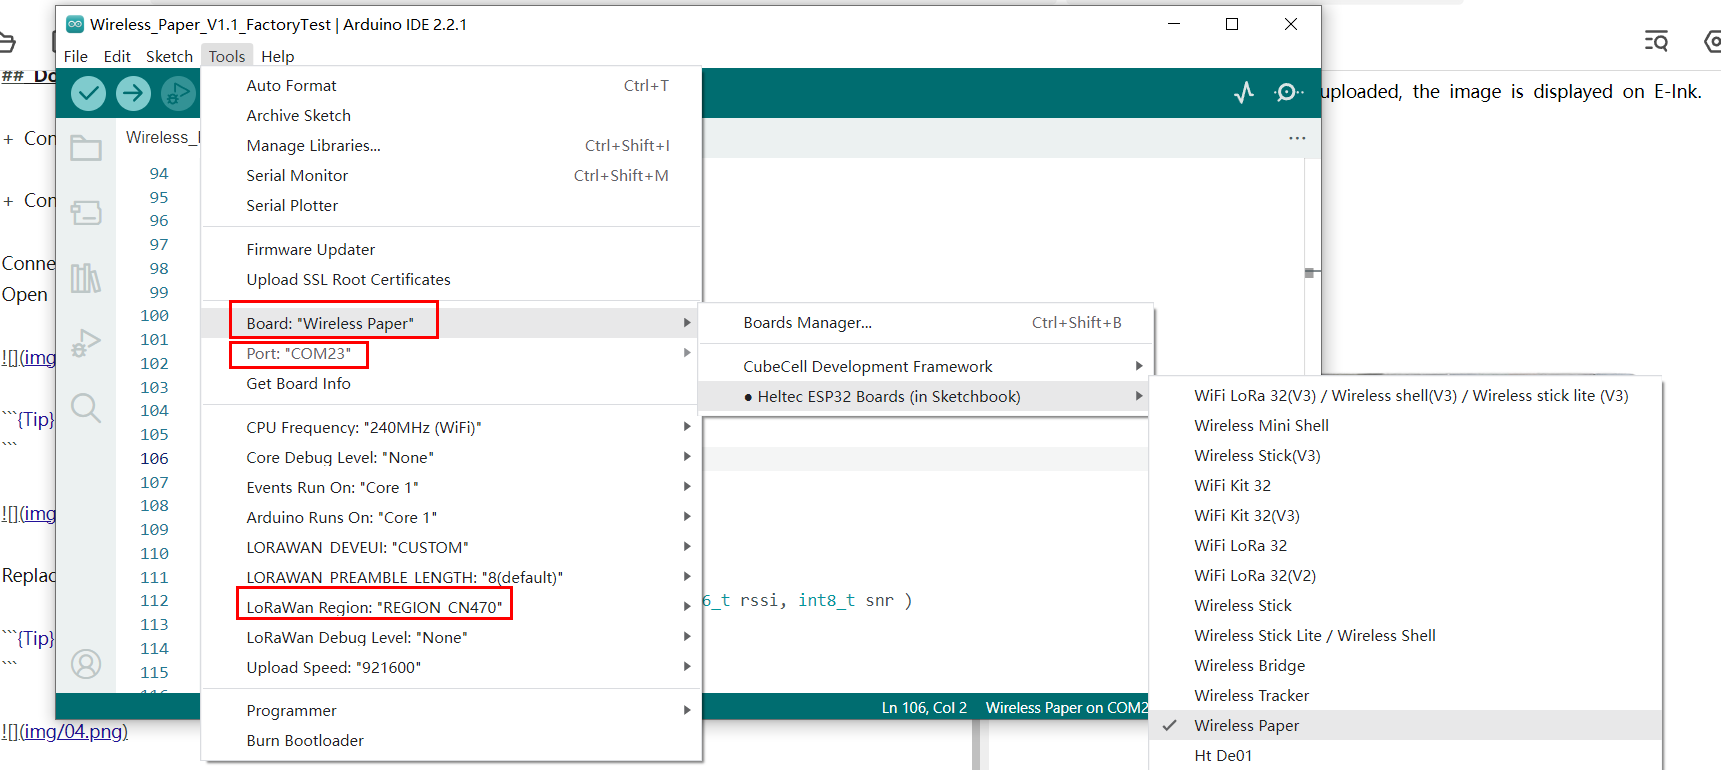 Wireless_Paper_V1.1_FactoryTest | Arduino IDE 2.2.1
File Edit Sketch Tools Help
## Do
uploaded, the image is displayed on E-Ink.
+ Con
+ Con
Conne
Open
![](img
```{Tip}
```
![](img
Replac
```{Tip}
```
![](img/04.png)
Wireless_
94
95
96
97
98
99
100
101
102
103
104
105
106
107
108
109
110
111
112
113
114
115
116
Auto Format Ctrl+T
Archive Sketch
Manage Libraries... Ctrl+Shift+I
Serial Monitor Ctrl+Shift+M
Serial Plotter
Firmware Updater
Upload SSL Root Certificates
Board: "Wireless Paper"
Port: "COM23"
Get Board Info
CPU Frequency: "240MHz (WiFi)"
Core Debug Level: "None"
Events Run On: "Core 1"
Arduino Runs On: "Core 1"
LORAWAN_DEVEUI: "CUSTOM"
LORAWAN_PREAMBLE_LENGTH: "8(default)"
LoRaWan Region: "REGION_CN470"
LoRaWan Debug Level: "None"
Upload Speed: "921600"
Programmer
Burn Bootloader
Boards Manager... Ctrl+Shift+B
CubeCell Development Framework
● Heltec ESP32 Boards (in Sketchbook)
WiFi LoRa 32(V3) / Wireless shell(V3) / Wireless stick lite (V3)
Wireless Mini Shell
Wireless Stick(V3)
WiFi Kit 32
WiFi Kit 32(V3)
WiFi LoRa 32
WiFi LoRa 32(V2)
Wireless Stick
Wireless Stick Lite / Wireless Shell
Wireless Bridge
Wireless Tracker
Wireless Paper
Ht De01
6_t rssi, int8_t snr )
Ln 106, Col 2 Wireless Paper on COM2